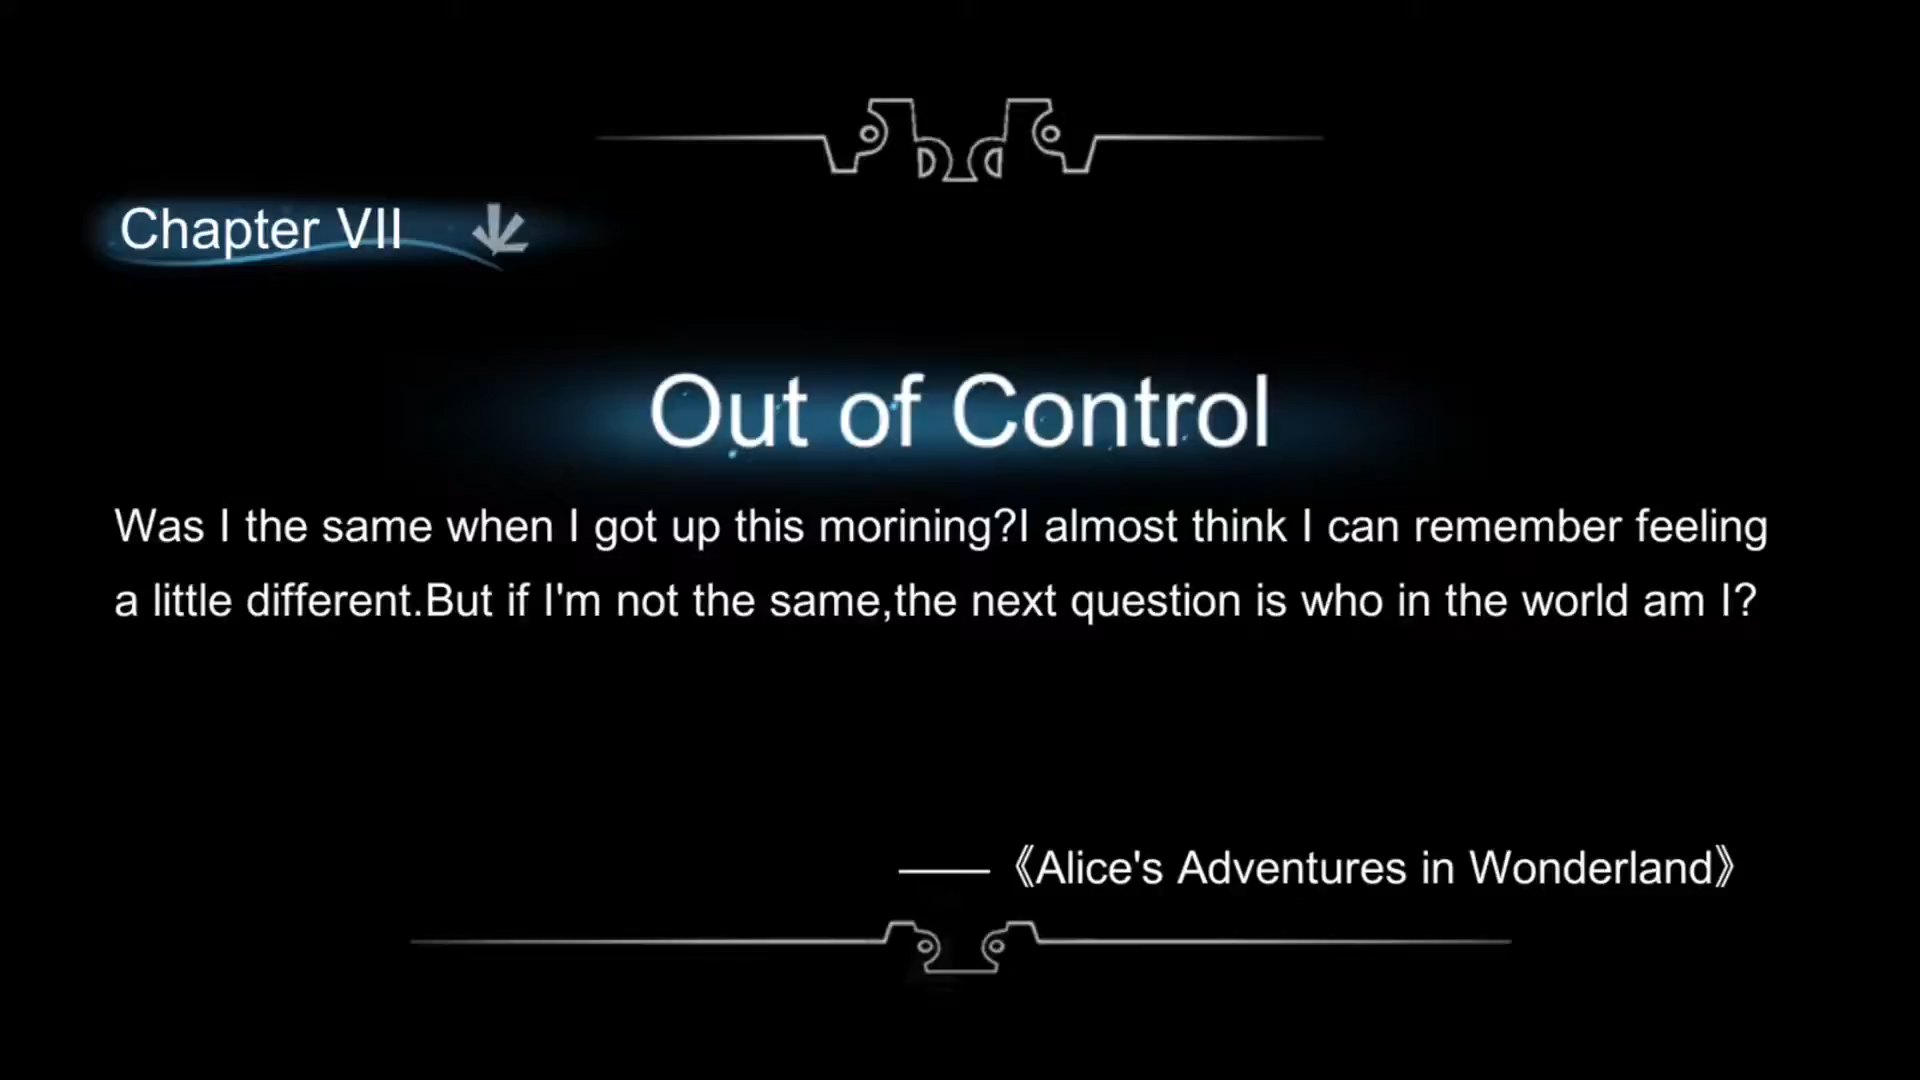 Chapter VII
Out of Control
Was I the same when I got up this morining?I almost think I can remember feeling
a little different.But if I'm not the same,the next question is who in the world am I?
——《Alice's Adventures in Wonderland》